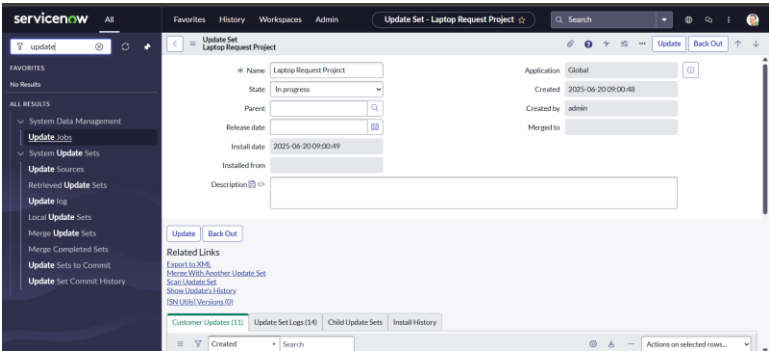 servicenow All Favorites History Workspaces Admin Update Set - Laptop Request Project Search
update
FAVORITES
No Results
ALL RESULTS
System Data Management
Update Jobs
System Update Sets
Update Sources
Retrieved Update Sets
Update log
Local Update Sets
Merge Update Sets
Merge Completed Sets
Update Sets to Commit
Update Set Commit History
Update Set
Laptop Request Project
Update Back Out
Name Laptop Request Project
State In progress
Parent
Release date
Install date 2025-06-20 09:00:49
Installed from
Description
Application Global
Created 2025-06-20 09:00:48
Created by admin
Merged to
Update Back Out
Related Links
Export to XML
Merge With Another Update Set
Scan Update Set
Show Update's History
[SN Utils] Versions (0)
Customer Updates (11) Update Set Logs (14) Child Update Sets Install History
Created Search Actions on selected rows...